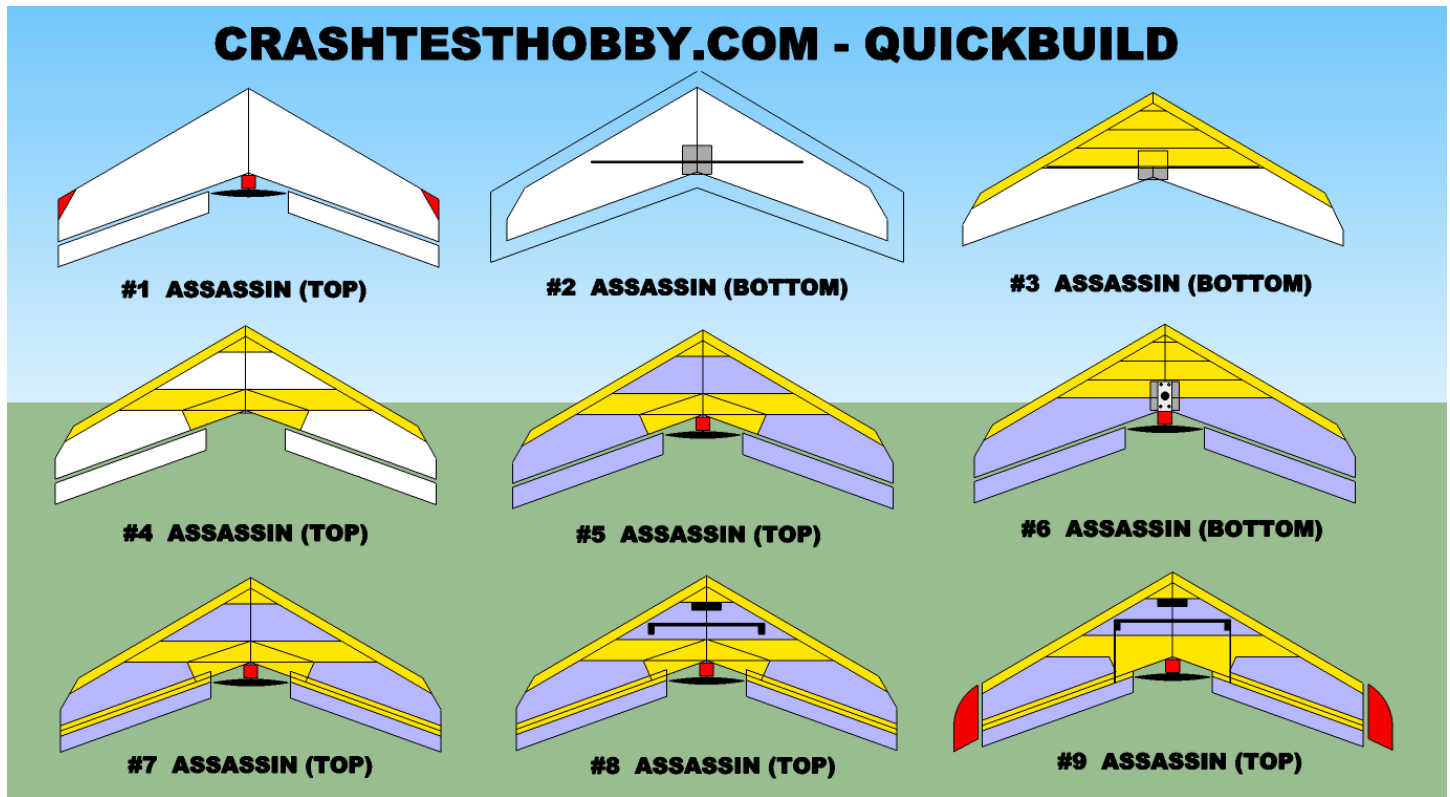 CRASHTESTHOBBY.COM - QUICKBUILD
#1 ASSASSIN (TOP)
#2 ASSASSIN (BOTTOM)
#3 ASSASSIN (BOTTOM)
#4 ASSASSIN (TOP)
#5 ASSASSIN (TOP)
#6 ASSASSIN (BOTTOM)
#7 ASSASSIN (TOP)
#8 ASSASSIN (TOP)
#9 ASSASSIN (TOP)